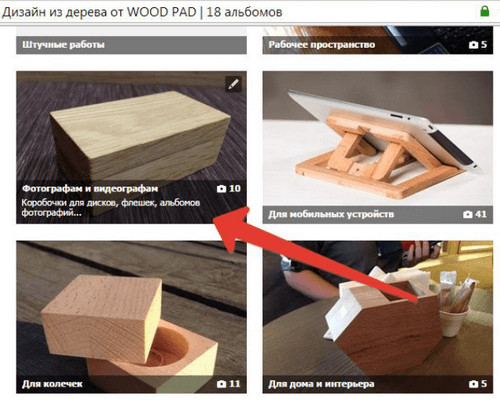 Дизайн из дерева от WOOD PAD | 18 альбомов
Штучные работы
Рабочее пространство 5
Фотографам и видеографам 10
Коробочки для дисков, флешек, альбомов
фотографий...
Для мобильных устройств 41
Для колечек 11
Для дома и интерьера 5